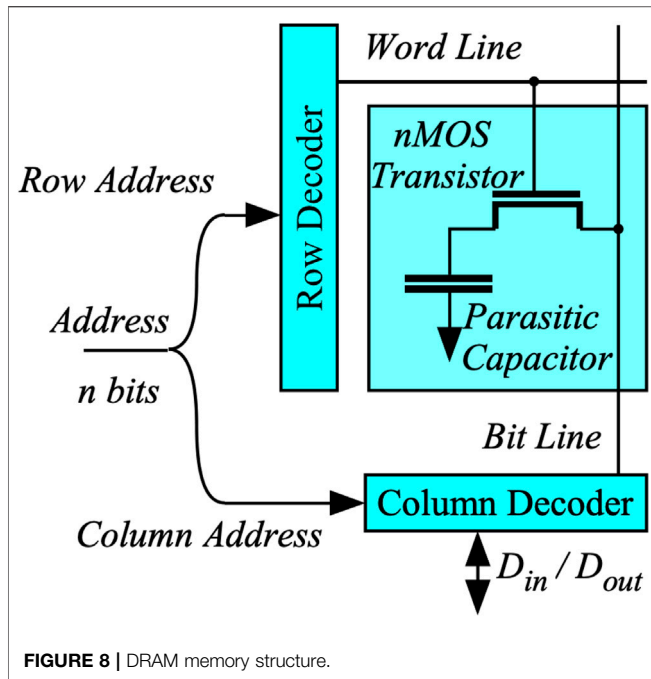 Word Line
nMOS
Transistor
Row Address
Row Decoder
Address
n bits
Parasitic
Capacitor
Bit Line
Column Decoder
Column Address
D_in / D_out
FIGURE 8 | DRAM memory structure.